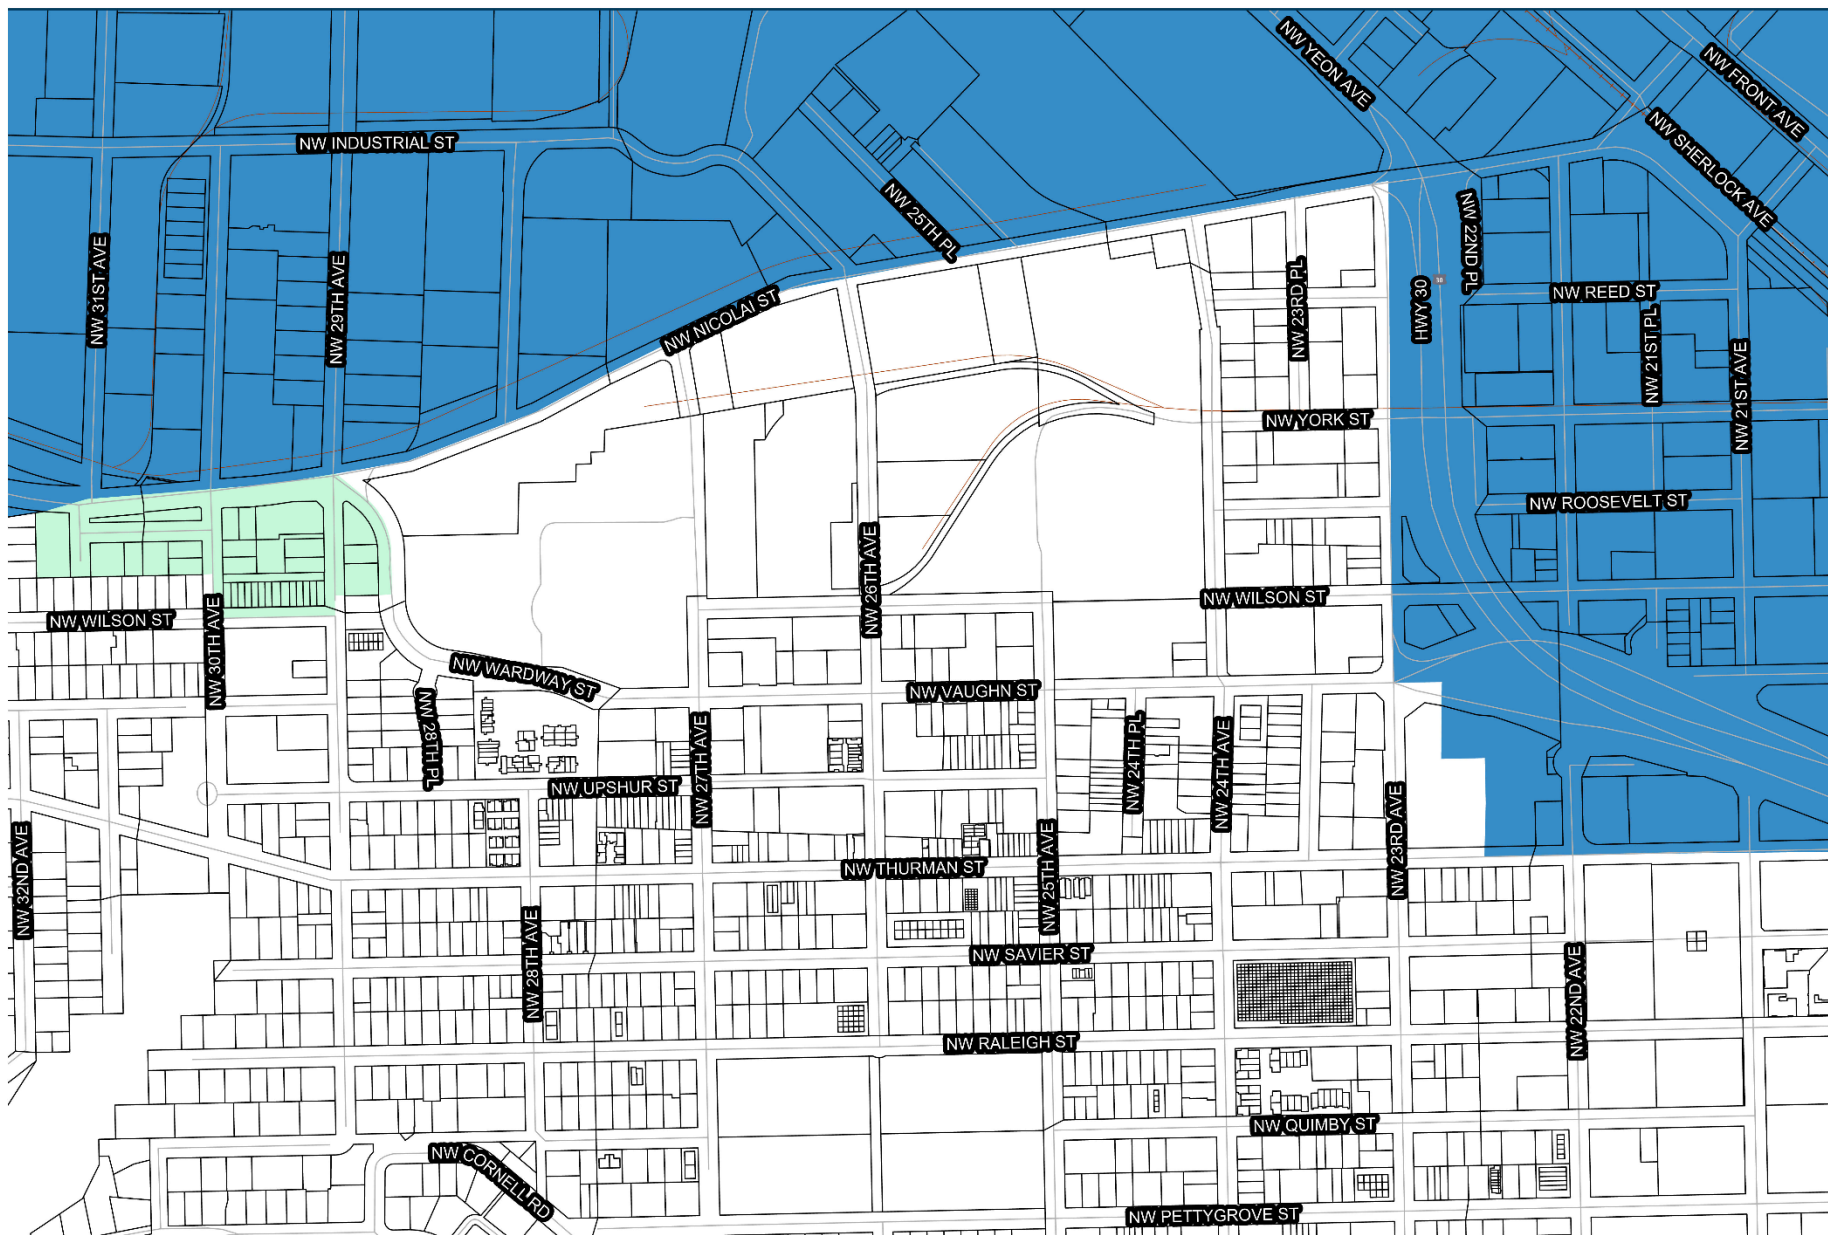 NW YEON AVE
NW FRONT AVE
NW INDUSTRIAL ST
NW SHERLOCK AVE
NW 25TH PL
NW 22ND PL
NW 31ST AVE
NW 29TH AVE
NW 23RD PL
HWY 30
NW REED ST
NW NICOLAI ST
NW 21ST PL
NW 21ST AVE
NW YORK ST
NW ROOSEVELT ST
NW 26TH AVE
NW WILSON ST
NW WILSON ST
NW 30TH AVE
NW WARDWAY ST
NW VAUGHN ST
NW 28TH PL
NW 27TH AVE
NW 24TH PL
NW 24TH AVE
NW UPSHUR ST
NW 23RD AVE
NW 32ND AVE
NW THURMAN ST
NW 25TH AVE
NW 28TH AVE
NW SAVIER ST
NW 22ND AVE
NW RALEIGH ST
NW QUIMBY ST
NW CORNELL RD
NW PETTYGROVE ST